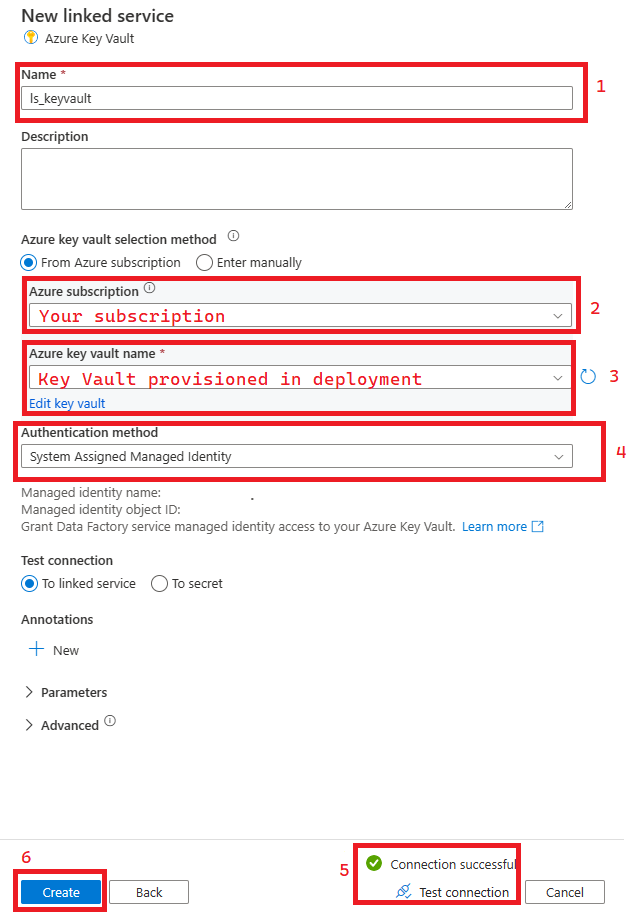 New linked service
Azure Key Vault
Name *
1
ls_keyvault
Description
Azure key vault selection method
From Azure subscription Enter manually
Azure subscription
2
Your subscription
Azure key vault name *
Key Vault provisioned in deployment
3
Edit key vault
Authentication method
4
System Assigned Managed Identity
Managed identity name:
Managed identity object ID:
Grant Data Factory service managed identity access to your Azure Key Vault. Learn more
Test connection
To linked service To secret
Annotations
New
Parameters
Advanced
6
5
Connection successful
Create Back Test connection Cancel